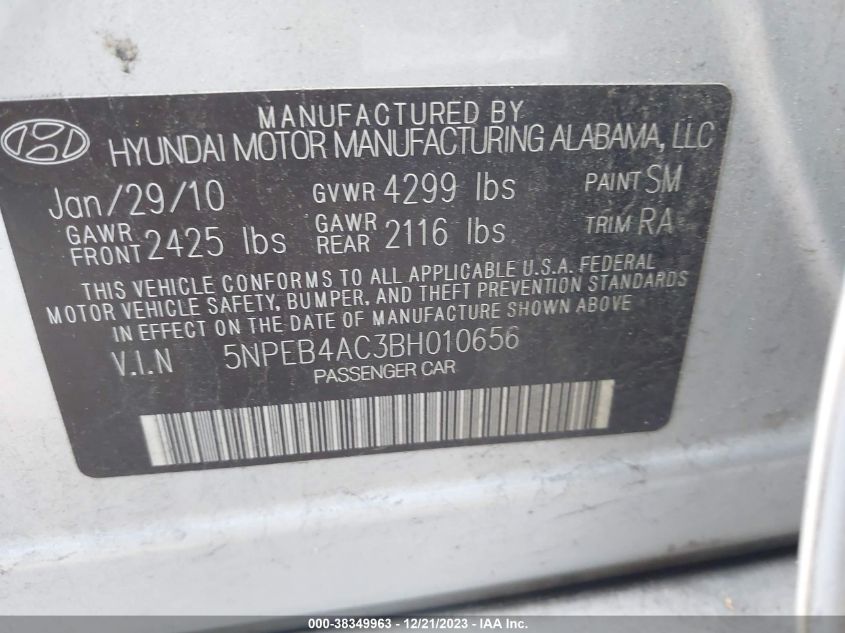 MANUFACTURED BY
HYUNDAI MOTOR MANUFACTURING ALABAMA, LLC
Jan/29/10 GVWR 4299 lbs PAINT SM
GAWR FRONT 2425 lbs GAWR REAR 2116 lbs TRIM RA
THIS VEHICLE CONFORMS TO ALL APPLICABLE U.S.A. FEDERAL
MOTOR VEHICLE SAFETY, BUMPER, AND THEFT PREVENTION STANDARDS
IN EFFECT ON THE DATE OF MANUFACTURE SHOWN ABOVE
V.I.N 5NPEB4AC3BH010656
PASSENGER CAR
000-38349963 - 12/21/2023 - IAA Inc.